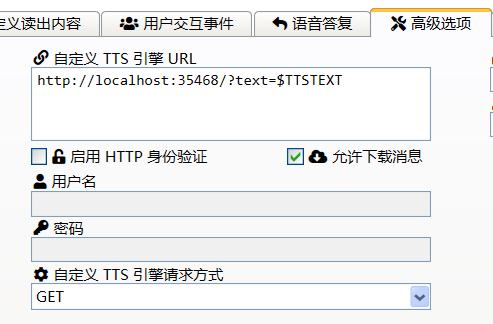 定义读出内容 用户交互事件 语音答复 高级选项
自定义 TTS 引擎 URL
http://localhost:35468/?text=$TTSTEXT
启用 HTTP 身份验证 允许下载消息
用户名
密码
自定义 TTS 引擎请求方式
GET